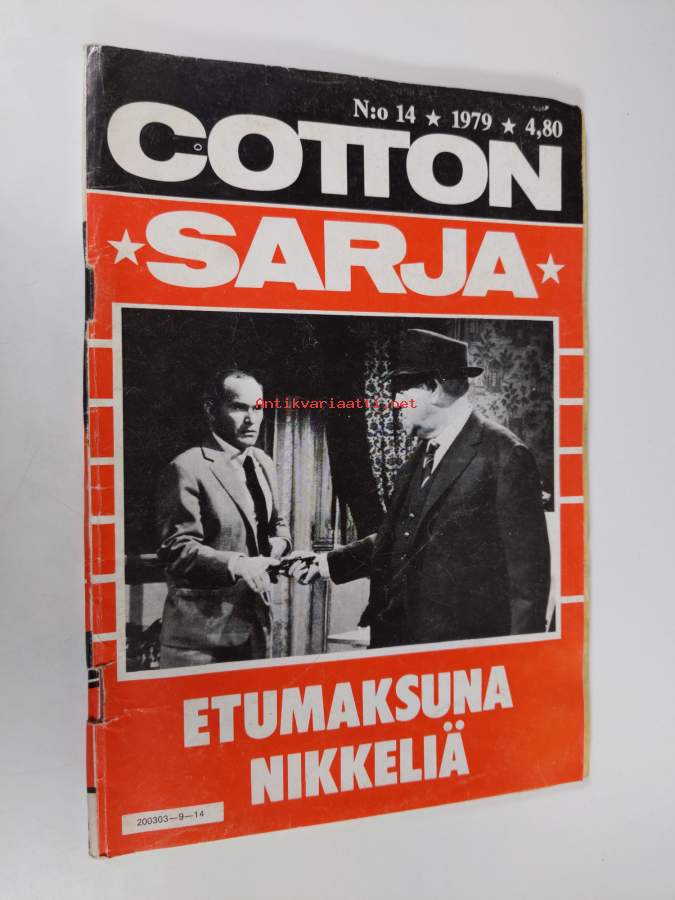 N:o 14 ★ 1979 ★ 4,80
COTTON
★ SARJA ★
Antikvariaatti.net
ETUMAKSUNA
NIKKELIÄ
200303—9—14